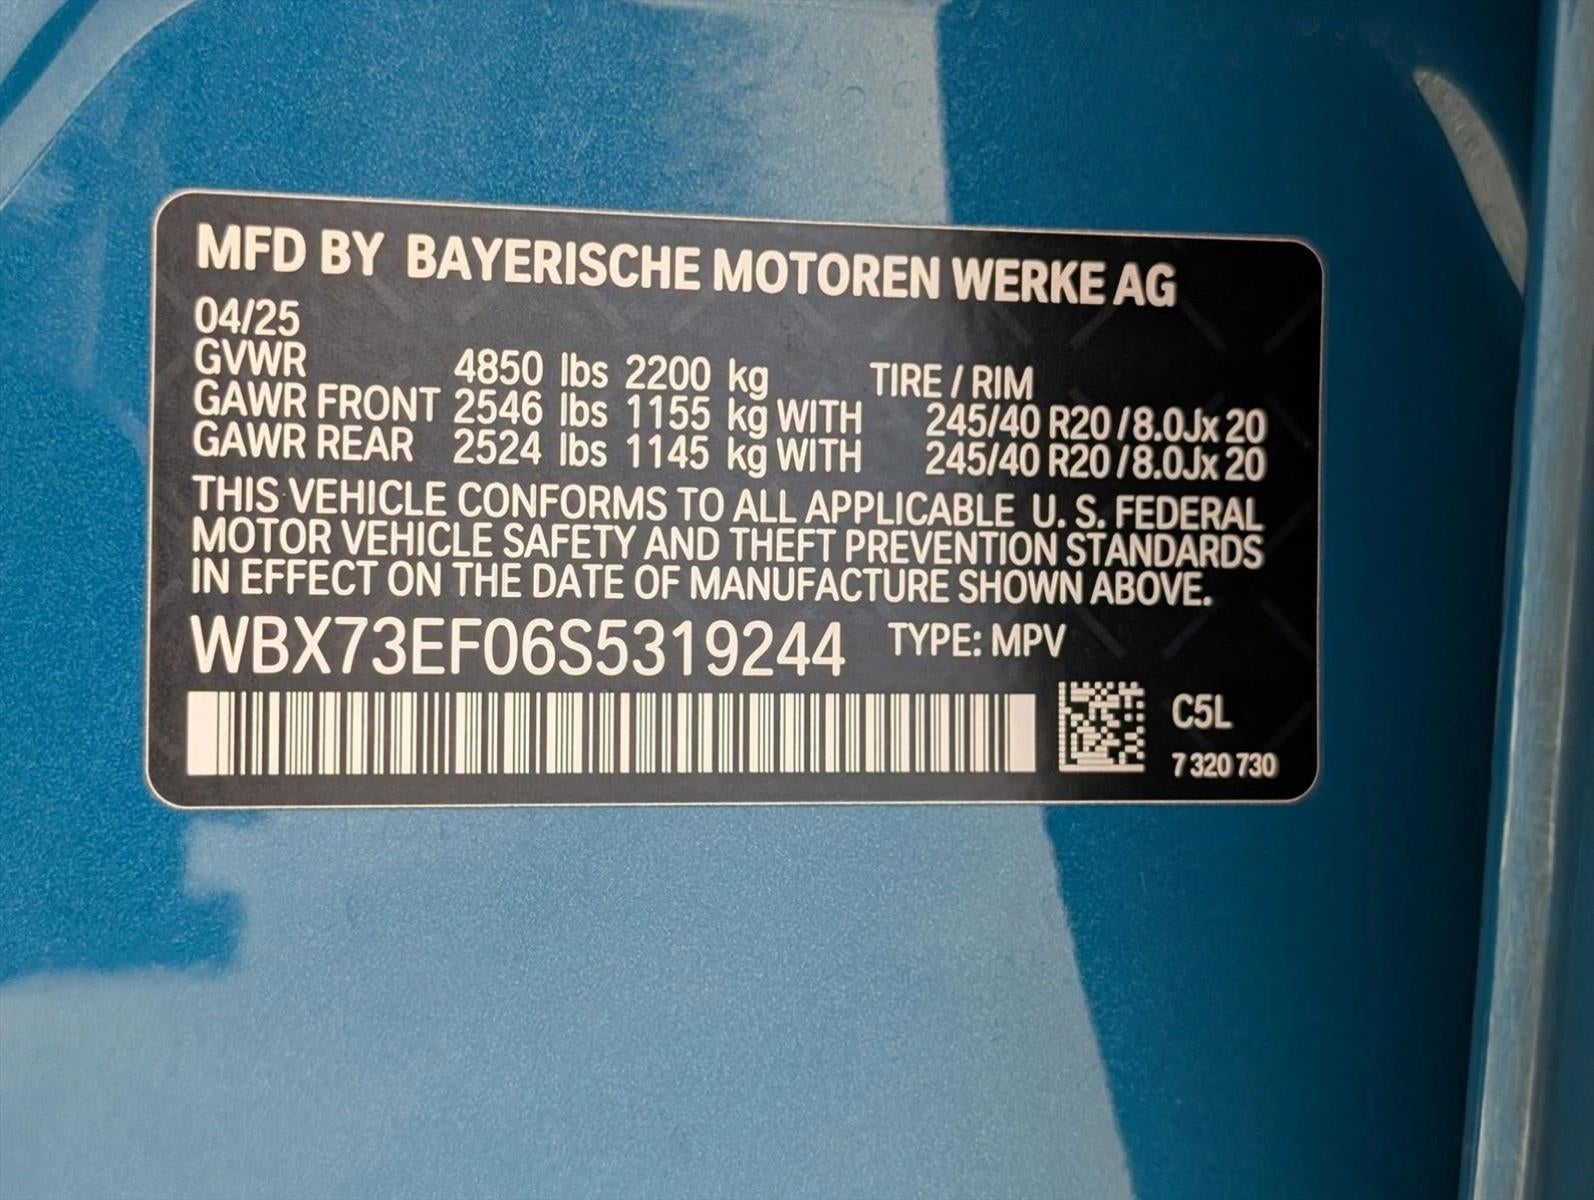 MFD BY BAYERISCHE MOTOREN WERKE AG
04/25
GVWR 4850 lbs 2200 kg TIRE / RIM
GAWR FRONT 2546 lbs 1155 kg WITH 245/40 R20 / 8.0Jx 20
GAWR REAR 2524 lbs 1145 kg WITH 245/40 R20 / 8.0Jx 20
THIS VEHICLE CONFORMS TO ALL APPLICABLE U. S. FEDERAL
MOTOR VEHICLE SAFETY AND THEFT PREVENTION STANDARDS
IN EFFECT ON THE DATE OF MANUFACTURE SHOWN ABOVE.
WBX73EF06S5319244 TYPE: MPV
C5L
7 320 730